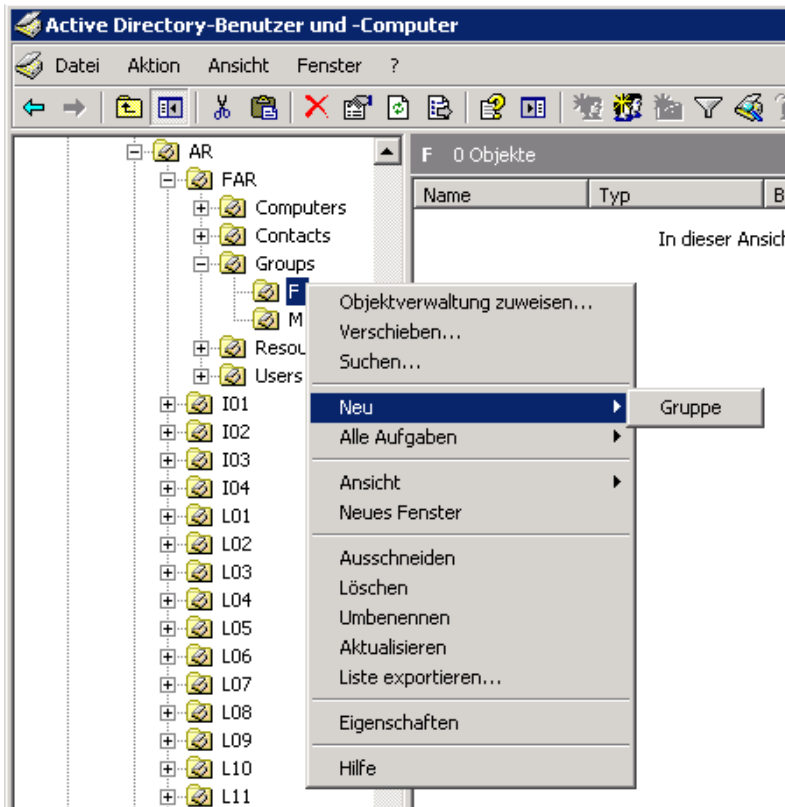 Active Directory-Benutzer und -Computer
Datei Aktion Ansicht Fenster ?
AR
FAR
Computers
Contacts
Groups
F
M
Resou
Users
I01
I02
I03
I04
L01
L02
L03
L04
L05
L06
L07
L08
L09
L10
L11
F 0 Objekte
Name Typ B
In dieser Ansich
Objektverwaltung zuweisen...
Verschieben...
Suchen...
Neu
Gruppe
Alle Aufgaben
Ansicht
Neues Fenster
Ausschneiden
Löschen
Umbenennen
Aktualisieren
Liste exportieren...
Eigenschaften
Hilfe